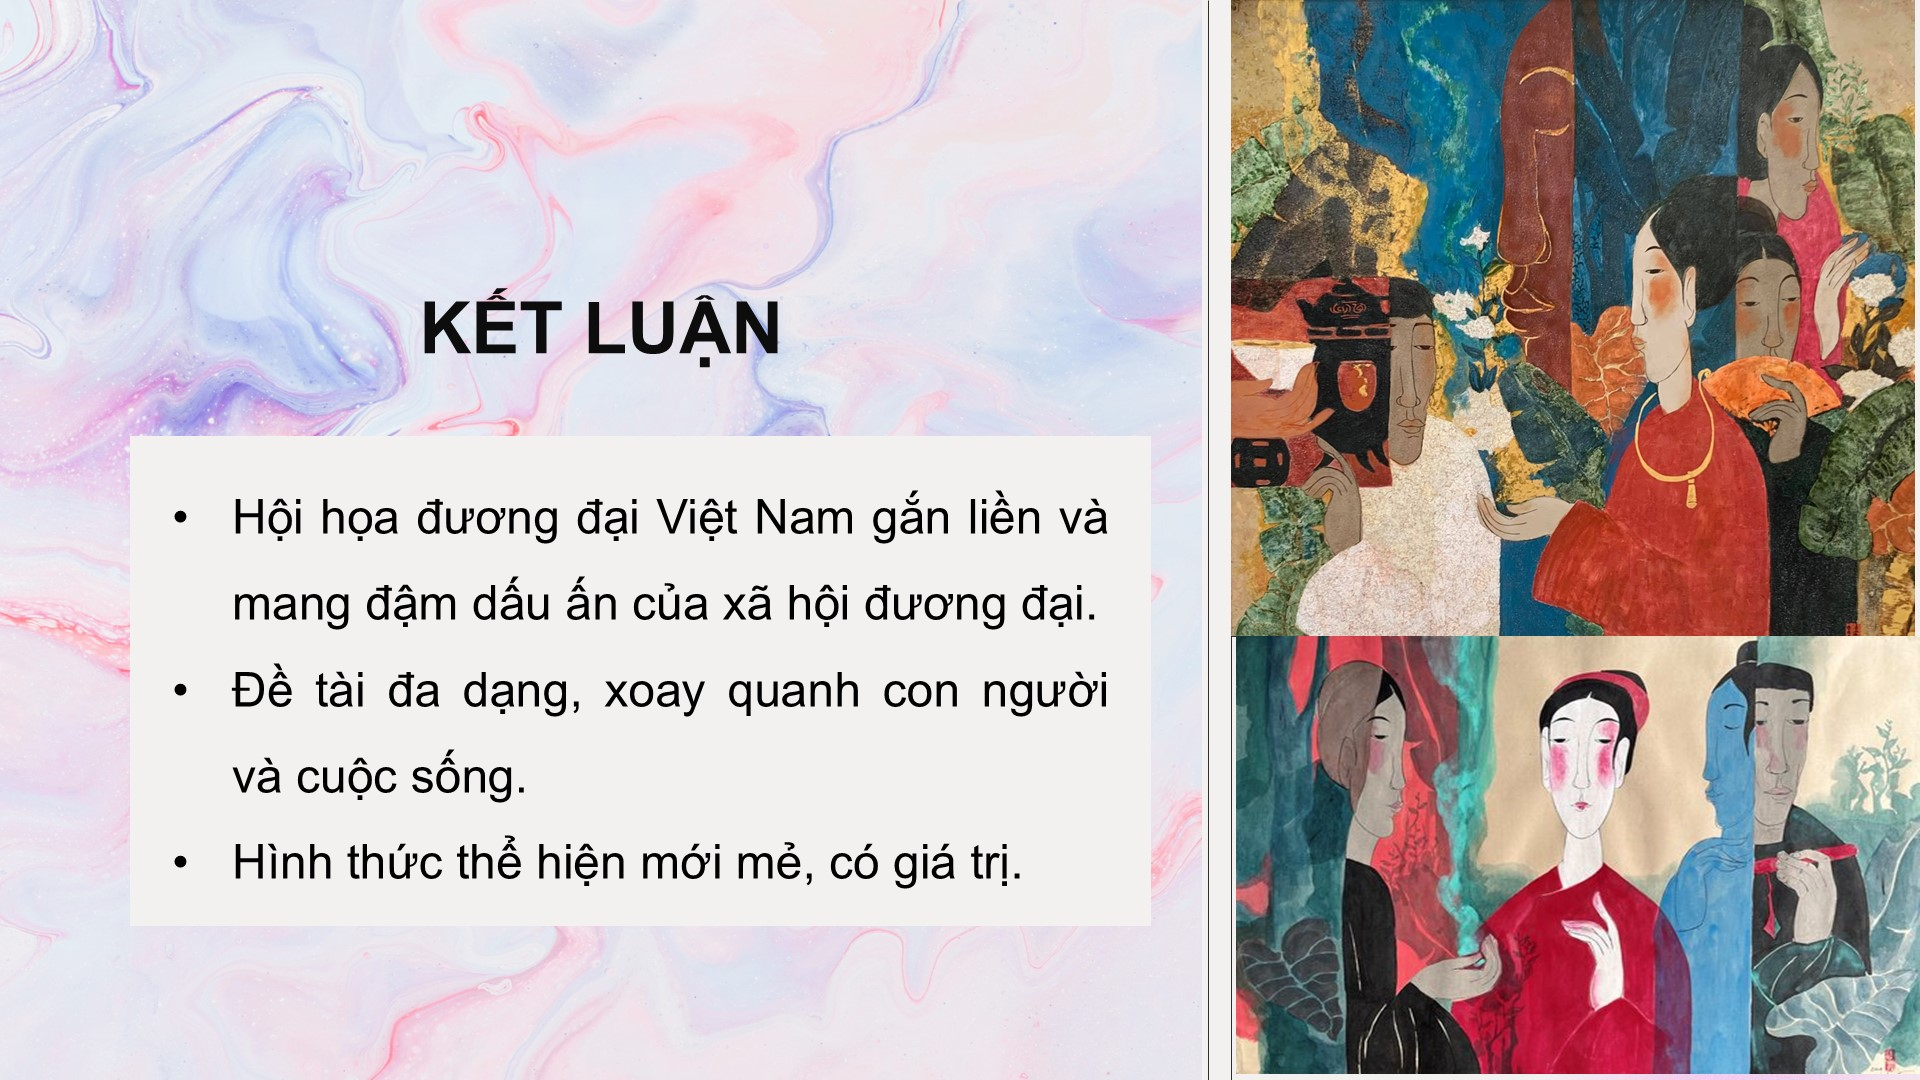 KẾT LUẬN
• Hội họa đương đại Việt Nam gắn liền và
mang đậm dấu ấn của xã hội đương đại.
• Đề tài đa dạng, xoay quanh con người
và cuộc sống.
• Hình thức thể hiện mới mẻ, có giá trị.